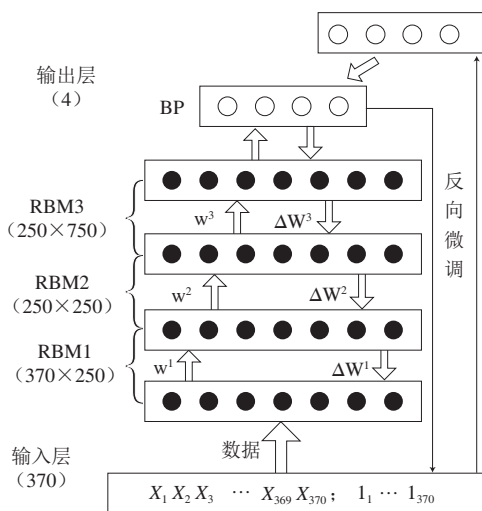 输出层
(4)
BP
RBM3
(250×750)
w³
ΔW³
反向微调
RBM2
(250×250)
w²
ΔW²
RBM1
(370×250)
w¹
ΔW¹
数据
输入层
(370)
X₁ X₂ X₃ ⋯ X₃₆₉ X₃₇₀； 1₁ ⋯ 1₃₇₀